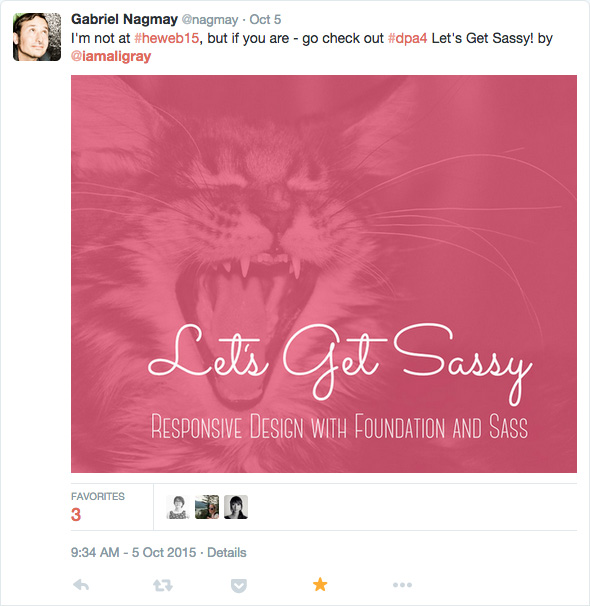 Gabriel Nagmay @nagmay · Oct 5
I'm not at #heweb15, but if you are - go check out #dpa4 Let's Get Sassy! by
@iamaligray
Let's Get Sassy
Responsive Design with Foundation and Sass
FAVORITES
3
9:34 AM - 5 Oct 2015 · Details